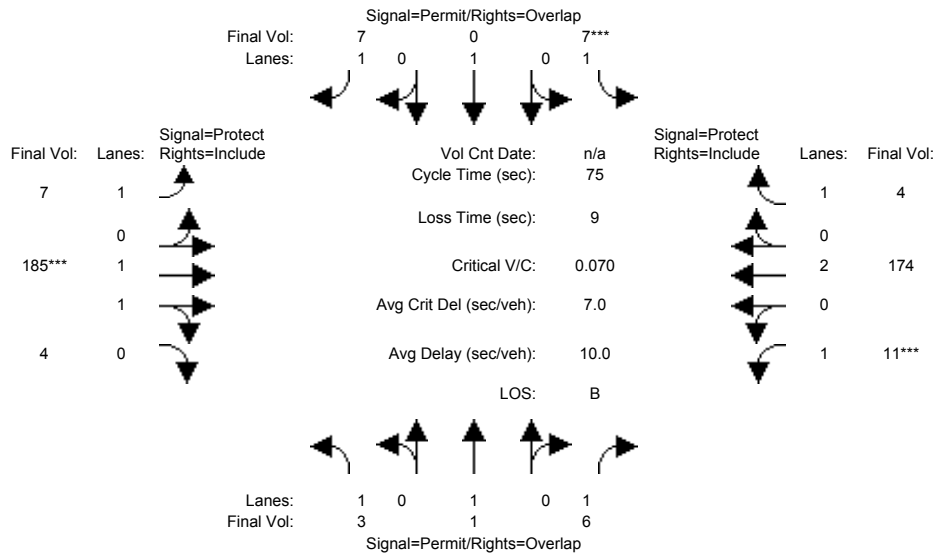 Signal=Permit/Rights=Overlap
Final Vol: 7 0 7***
Lanes: 1 0 1 0 1
Signal=Protect Signal=Protect
Final Vol: Lanes: Rights=Include Vol Cnt Date: n/a Rights=Include Lanes: Final Vol:
Cycle Time (sec): 75
7 1 1 4
Loss Time (sec): 9
0 0
185*** 1 Critical V/C: 0.070 2 174
1 Avg Crit Del (sec/veh): 7.0 0
4 0 Avg Delay (sec/veh): 10.0 1 11***
LOS: B
Lanes: 1 0 1 0 1
Final Vol: 3 1 6
Signal=Permit/Rights=Overlap